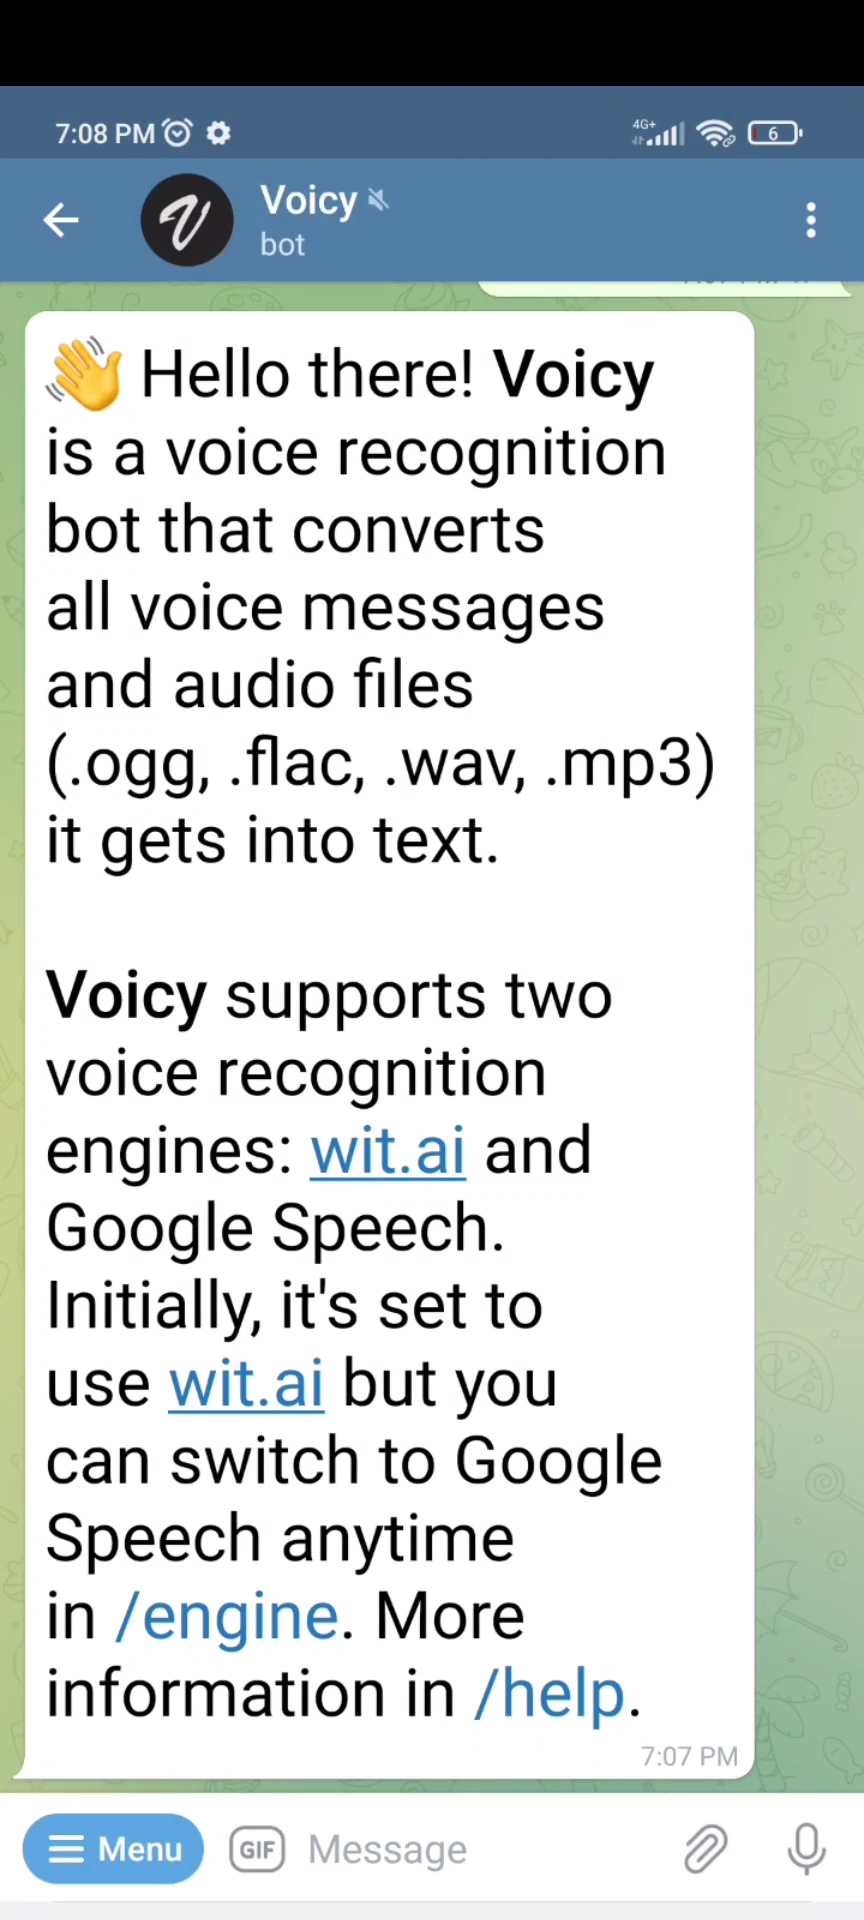 7:08 PM
4G+
6
Voicy
bot
👋 Hello there! Voicy
is a voice recognition
bot that converts
all voice messages
and audio files
(.ogg, .flac, .wav, .mp3)
it gets into text.
Voicy supports two
voice recognition
engines: wit.ai and
Google Speech.
Initially, it's set to
use wit.ai but you
can switch to Google
Speech anytime
in /engine. More
information in /help.
7:07 PM
Menu
GIF
Message